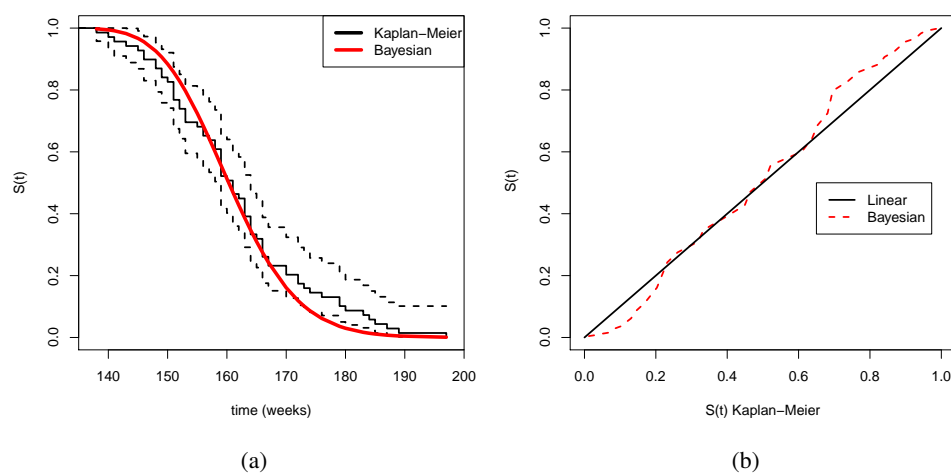 Kaplan−Meier
Bayesian
S(t)
0.0 0.2 0.4 0.6 0.8 1.0
140 150 160 170 180 190 200
time (weeks)
(a)
Linear
Bayesian
S(t)
0.0 0.2 0.4 0.6 0.8 1.0
0.0 0.2 0.4 0.6 0.8 1.0
S(t) Kaplan−Meier
(b)